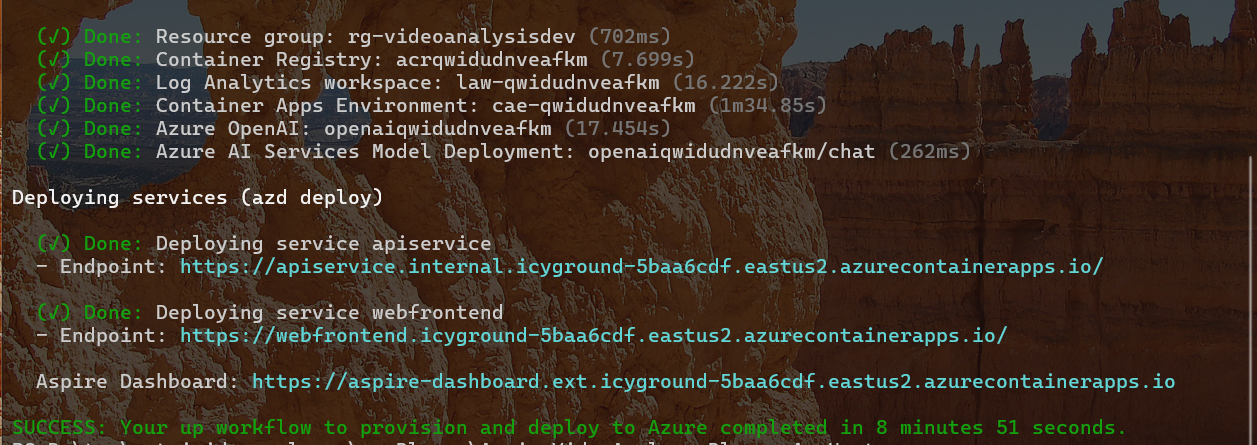 (√) Done: Resource group: rg-videoanalysisdev (702ms)
(√) Done: Container Registry: acrqwidudnveafkm (7.699s)
(√) Done: Log Analytics workspace: law-qwidudnveafkm (16.222s)
(√) Done: Container Apps Environment: cae-qwidudnveafkm (1m34.85s)
(√) Done: Azure OpenAI: openaiqwidudnveafkm (17.454s)
(√) Done: Azure AI Services Model Deployment: openaiqwidudnveafkm/chat (262ms)
Deploying services (azd deploy)
(√) Done: Deploying service apiservice
- Endpoint: https://apiservice.internal.icyground-5baa6cdf.eastus2.azurecontainerapps.io/
(√) Done: Deploying service webfrontend
- Endpoint: https://webfrontend.icyground-5baa6cdf.eastus2.azurecontainerapps.io/
Aspire Dashboard: https://aspire-dashboard.ext.icyground-5baa6cdf.eastus2.azurecontainerapps.io
SUCCESS: Your up workflow to provision and deploy to Azure completed in 8 minutes 51 seconds.